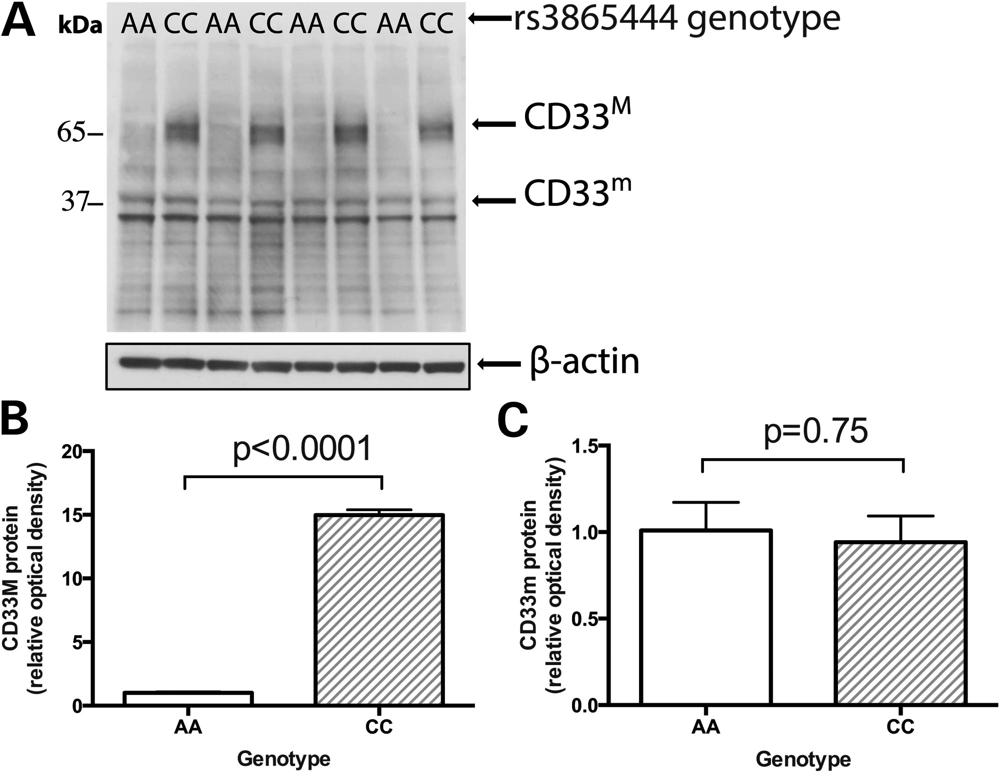 A
kDa AA CC AA CC AA CC AA CC rs3865444 genotype
CD33M
65
CD33m
37
β-actin
B
p<0.0001
20
15
10
5
0
CD33M protein
(relative optical density)
AA CC
Genotype
C
p=0.75
1.5
1.0
0.5
0.0
CD33m protein
(relative optical density)
AA CC
Genotype